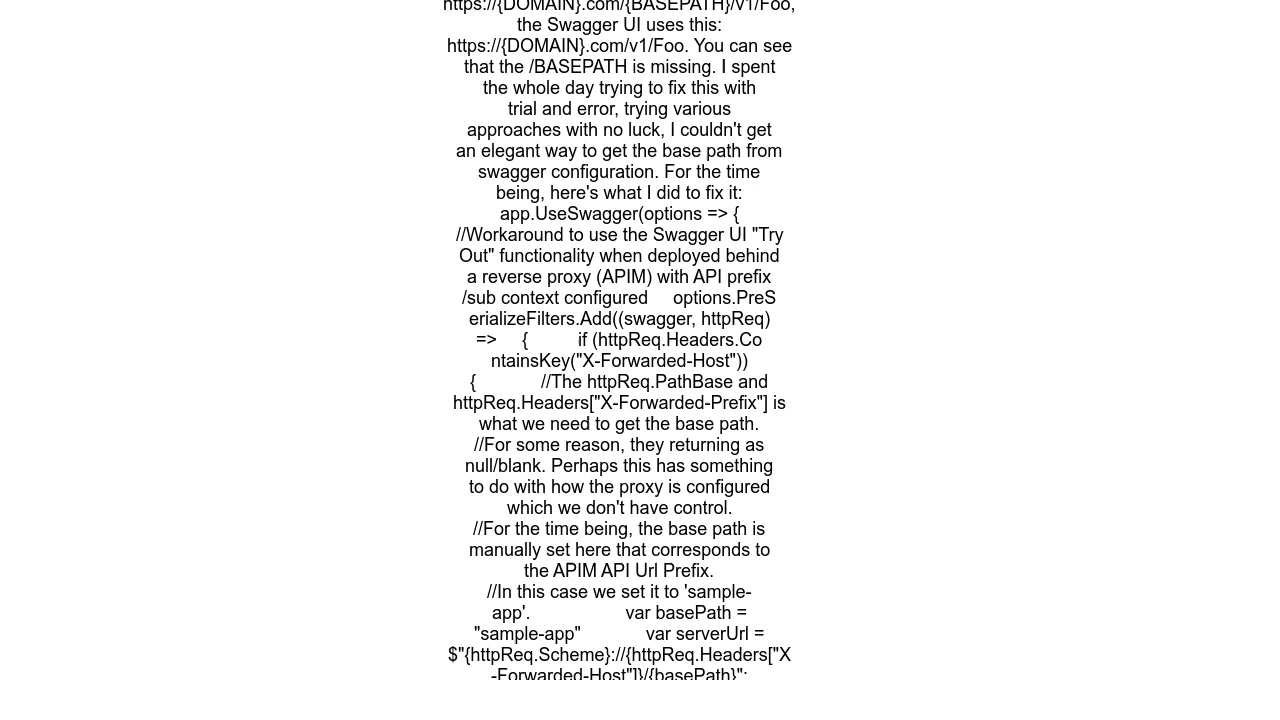 https://{DOMAIN}.com/{BASEPATH}/v1/Foo,
the Swagger UI uses this:
https://{DOMAIN}.com/v1/Foo. You can see
that the /BASEPATH is missing. I spent
the whole day trying to fix this with
trial and error, trying various
approaches with no luck, I couldn't get
an elegant way to get the base path from
swagger configuration. For the time
being, here's what I did to fix it:
app.UseSwagger(options => {
//Workaround to use the Swagger UI "Try
Out" functionality when deployed behind
a reverse proxy (APIM) with API prefix
/sub context configured     options.PreS
erializeFilters.Add((swagger, httpReq)
=>     {          if (httpReq.Headers.Co
ntainsKey("X-Forwarded-Host"))
{             //The httpReq.PathBase and
httpReq.Headers["X-Forwarded-Prefix"] is
what we need to get the base path.
//For some reason, they returning as
null/blank. Perhaps this has something
to do with how the proxy is configured
which we don't have control.
//For the time being, the base path is
manually set here that corresponds to
the APIM API Url Prefix.
//In this case we set it to 'sample-
app'.                   var basePath =
"sample-app"             var serverUrl =
$"{httpReq.Scheme}://{httpReq.Headers["X
-Forwarded-Host"]}/{basePath}";